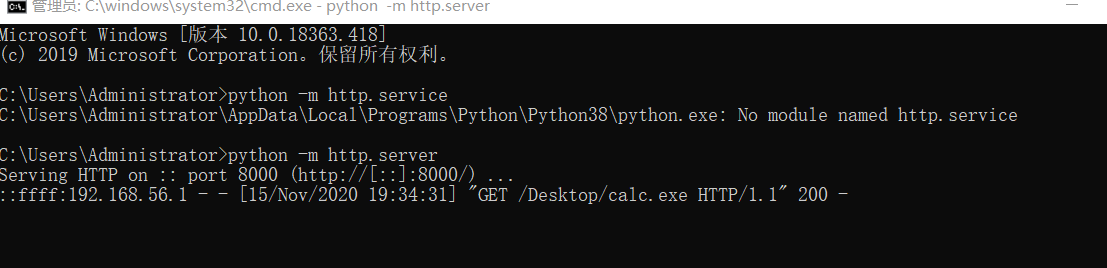 管理员: C:\windows\system32\cmd.exe - python  -m http.server
Microsoft Windows [版本 10.0.18363.418]
(c) 2019 Microsoft Corporation。保留所有权利。
C:\Users\Administrator>python -m http.service
C:\Users\Administrator\AppData\Local\Programs\Python\Python38\python.exe: No module named http.service
C:\Users\Administrator>python -m http.server
Serving HTTP on :: port 8000 (http://[::]:8000/) ...
::ffff:192.168.56.1 - - [15/Nov/2020 19:34:31] "GET /Desktop/calc.exe HTTP/1.1" 200 -